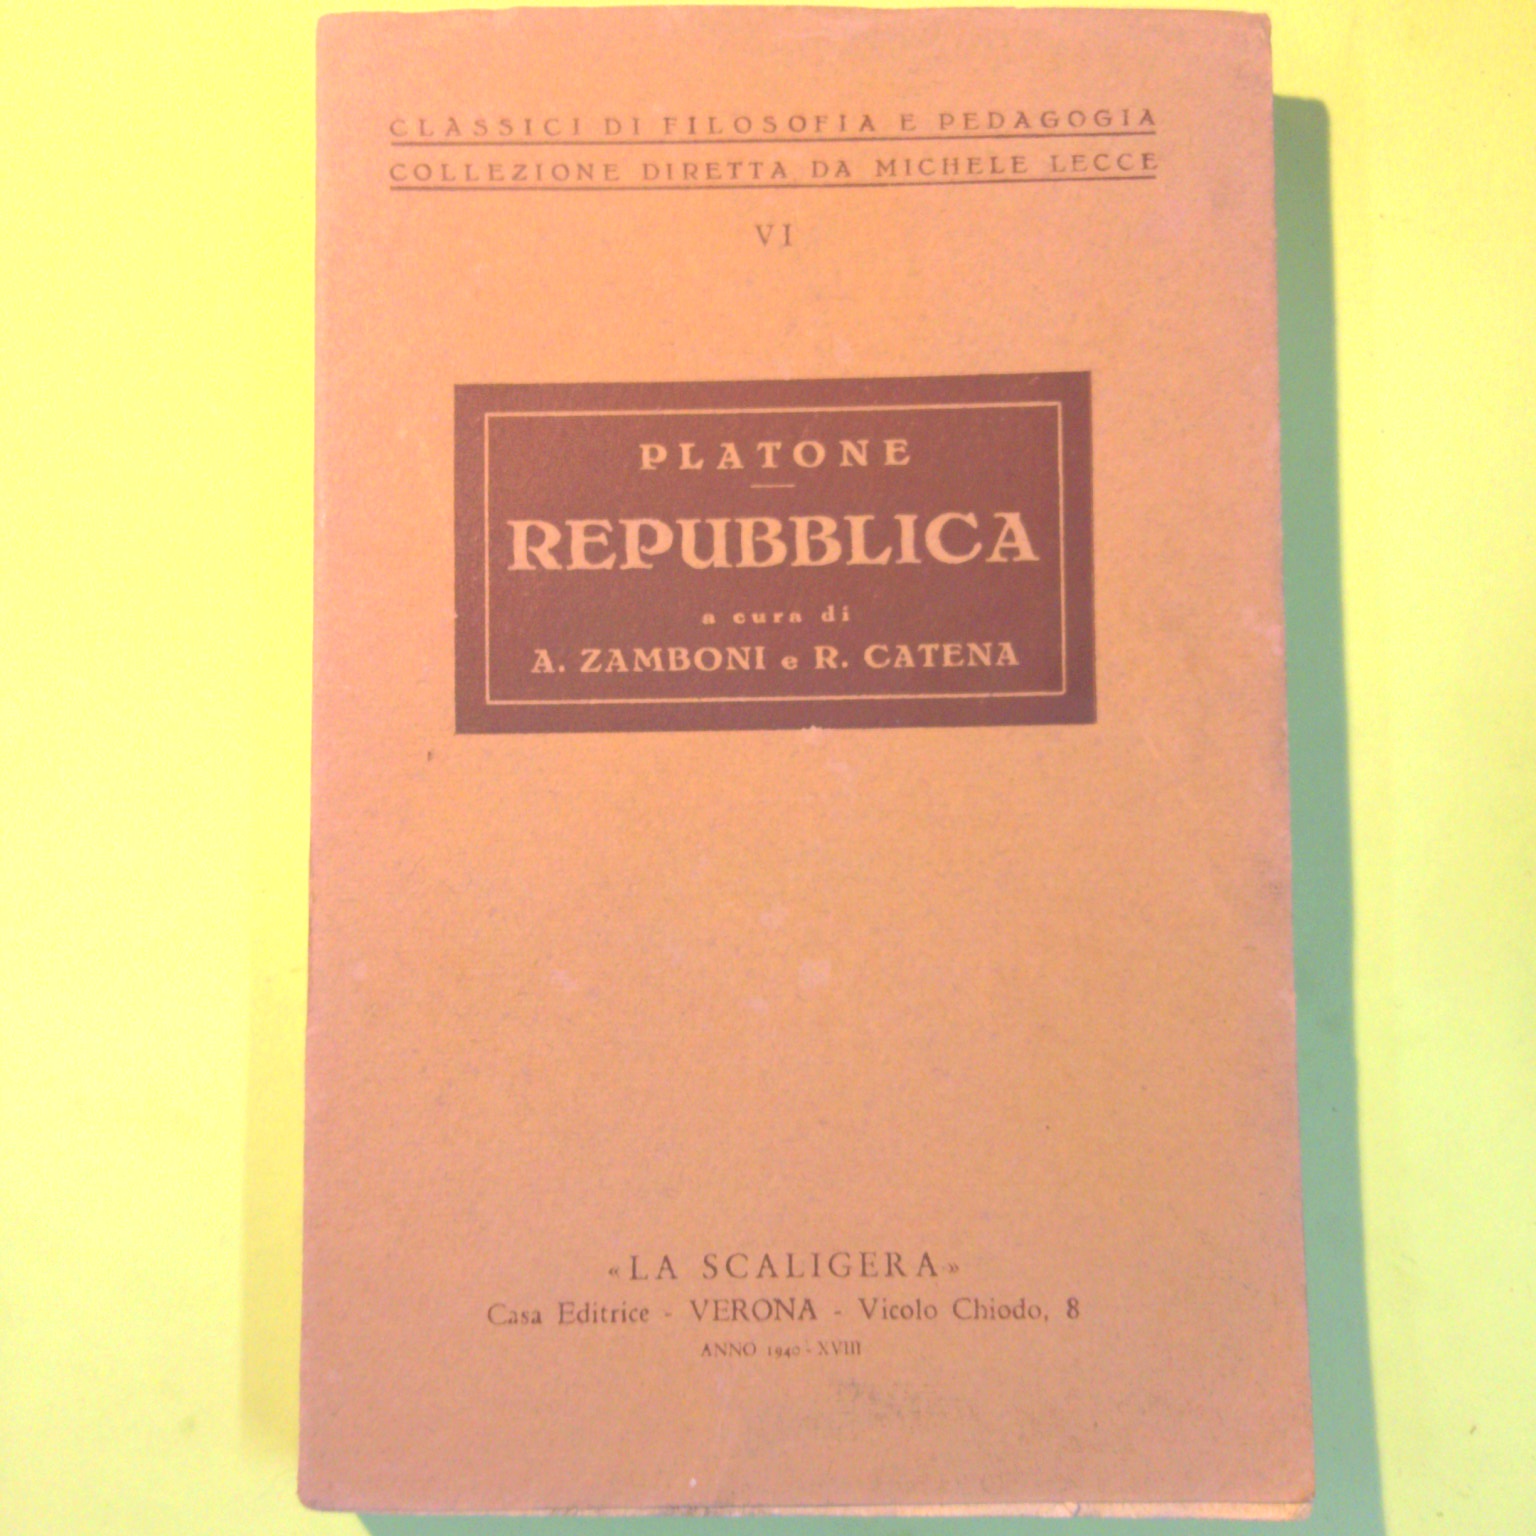 CLASSICI DI FILOSOFIA E PEDAGOGIA
COLLEZIONE DIRETTA DA MICHELE LECCE
VI
PLATONE
REPUBBLICA
a cura di
A. ZAMBONI e R. CATENA
«LA SCALIGERA»
Casa Editrice - VERONA - Vicolo Chiodo, 8
ANNO 1940 - XVIII